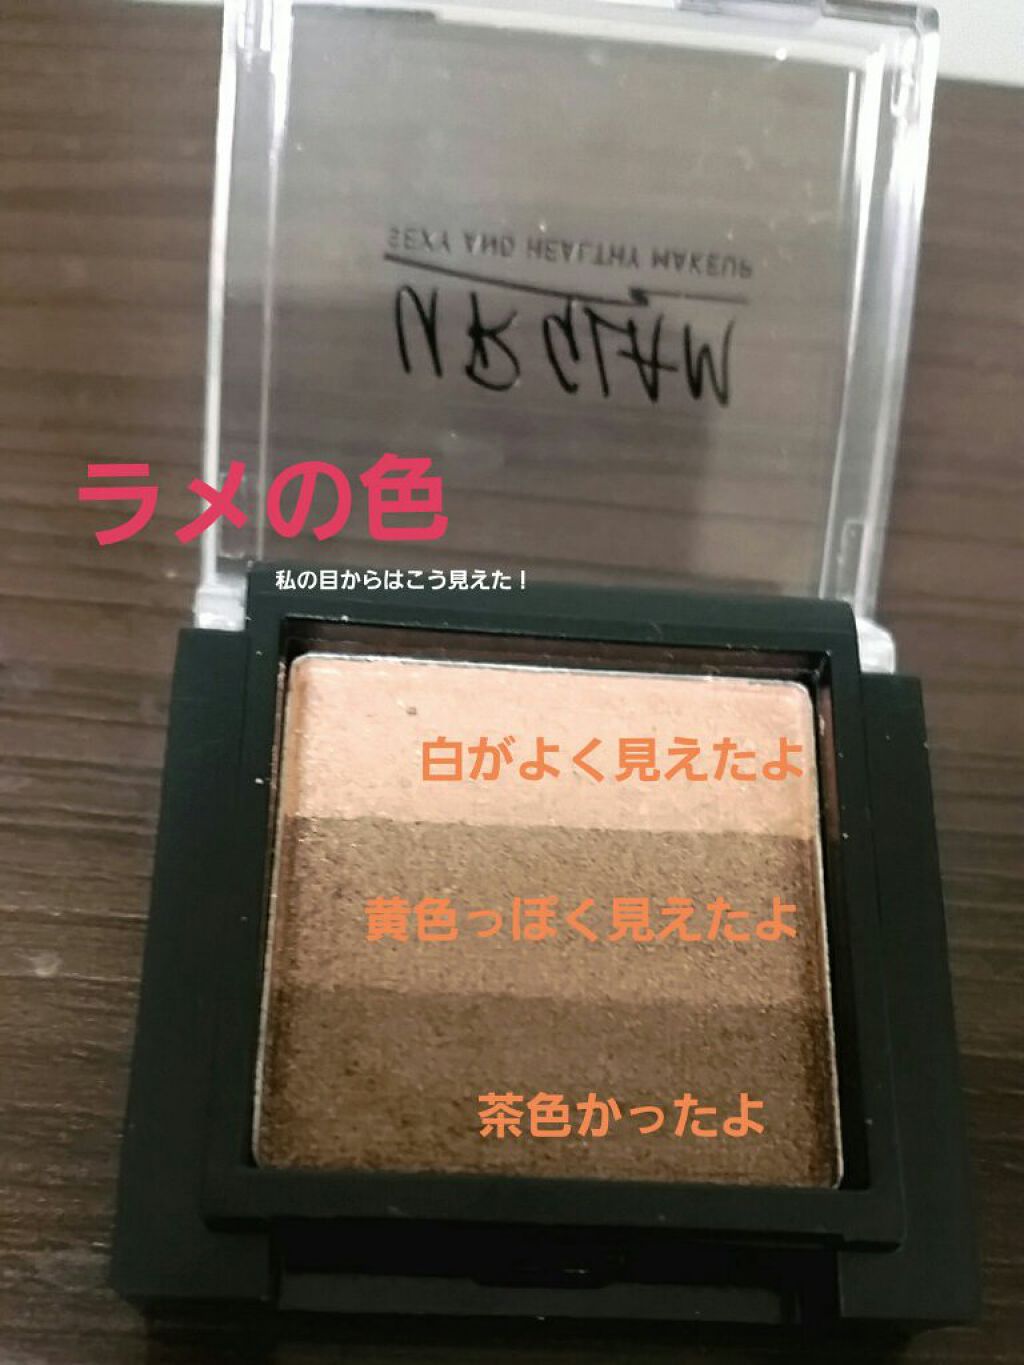 SEXY AND HEALTHY MAKEUP
UR GLAM
ラメの色
私の目からはこう見えた！
白がよく見えたよ
黄色っぽく見えたよ
茶色かったよ